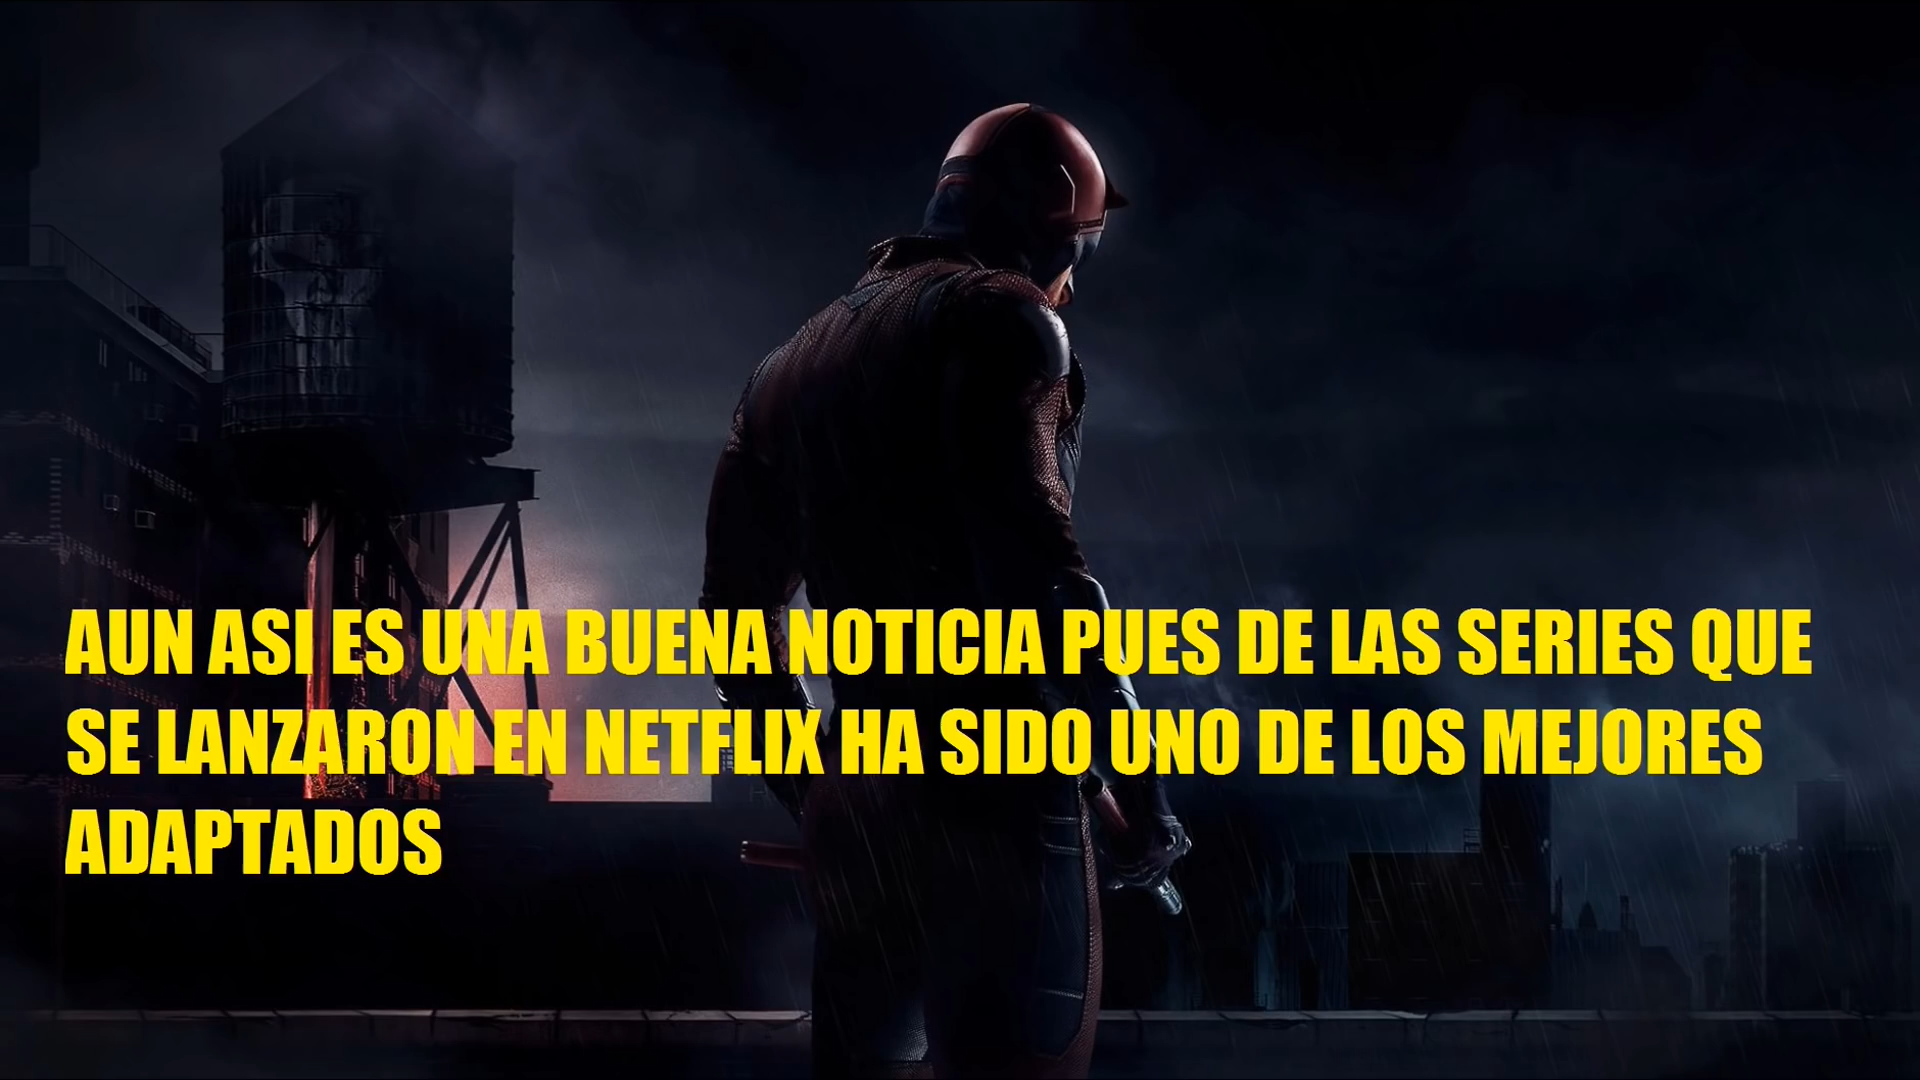 AUN ASI ES UNA BUENA NOTICIA PUES DE LAS SERIES QUE
SE LANZARON EN NETFLIX HA SIDO UNO DE LOS MEJORES
ADAPTADOS